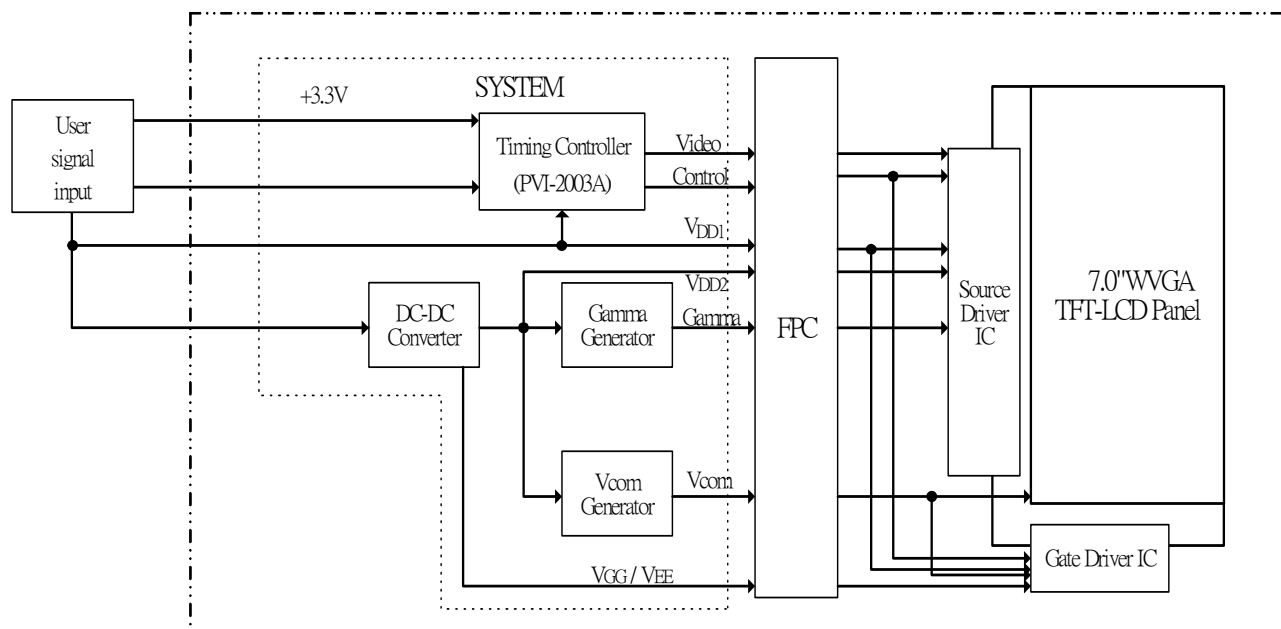 +3.3V
SYSTEM
User
signal
input
Timing Controller
(PVI-2003A)
Video
Control
VDD1
VDD2
DC-DC
Converter
Gamma
Generator
Gamma
FPC
Source
Driver
IC
7.0"WVGA
TFT-LCD Panel
Vcom
Generator
Vcom
Gate Driver IC
VGG / VEE